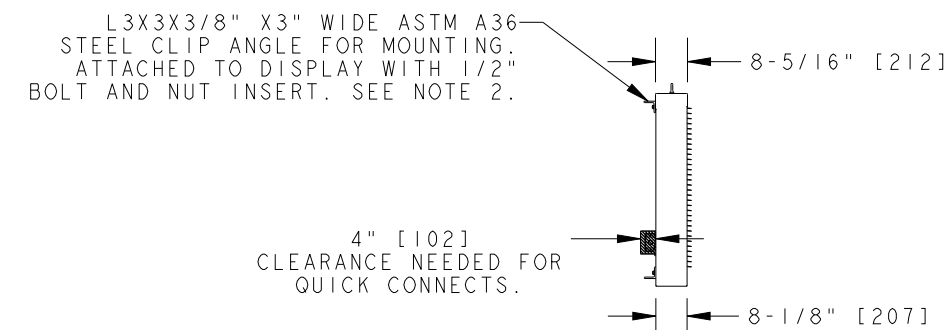 L3X3X3/8" X3" WIDE ASTM A36
STEEL CLIP ANGLE FOR MOUNTING.
ATTACHED TO DISPLAY WITH 1/2"
BOLT AND NUT INSERT. SEE NOTE 2.
8-5/16" [212]
4" [102]
CLEARANCE NEEDED FOR
QUICK CONNECTS.
8-1/8" [207]